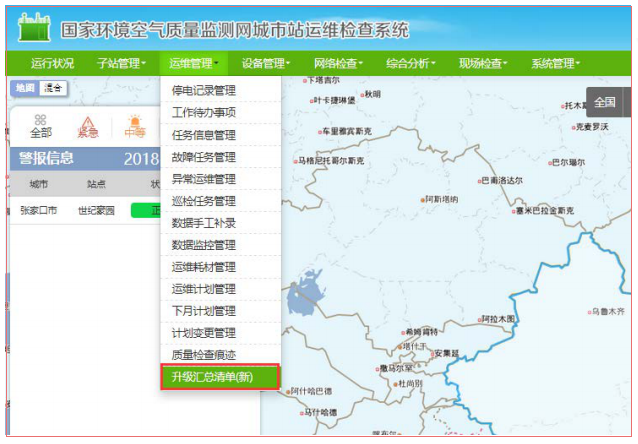 国家环境空气质量监测网城市站运维检查系统
运行状况 子站管理 运维管理 设备管理 网络检查 综合分析 现场检查 系统管理
地图 混合
全国
全部 紧急 中等
警报信息 2018
城市 站点 状
张家口市 世纪豪园 正
停电记录管理
工作待办事项
任务信息管理
故障任务管理
异常运维管理
巡检任务管理
数据手工补录
数据监控管理
运维耗材管理
运维计划管理
下月计划管理
计划变更管理
质量检查痕迹
升级汇总清单(新)
下塔吉尔
叶卡捷琳堡
秋明
托木
克麦罗沃
车里雅宾斯克
马格尼托哥尔斯克
巴尔瑙尔
巴甫洛达尔
阿斯塔纳
塞米巴拉金斯克
乌鲁木齐
阿拉木图
希姆肯特
塔什干
安集延
撒马尔罕
杜尚别
阿什哈巴德
马什哈德